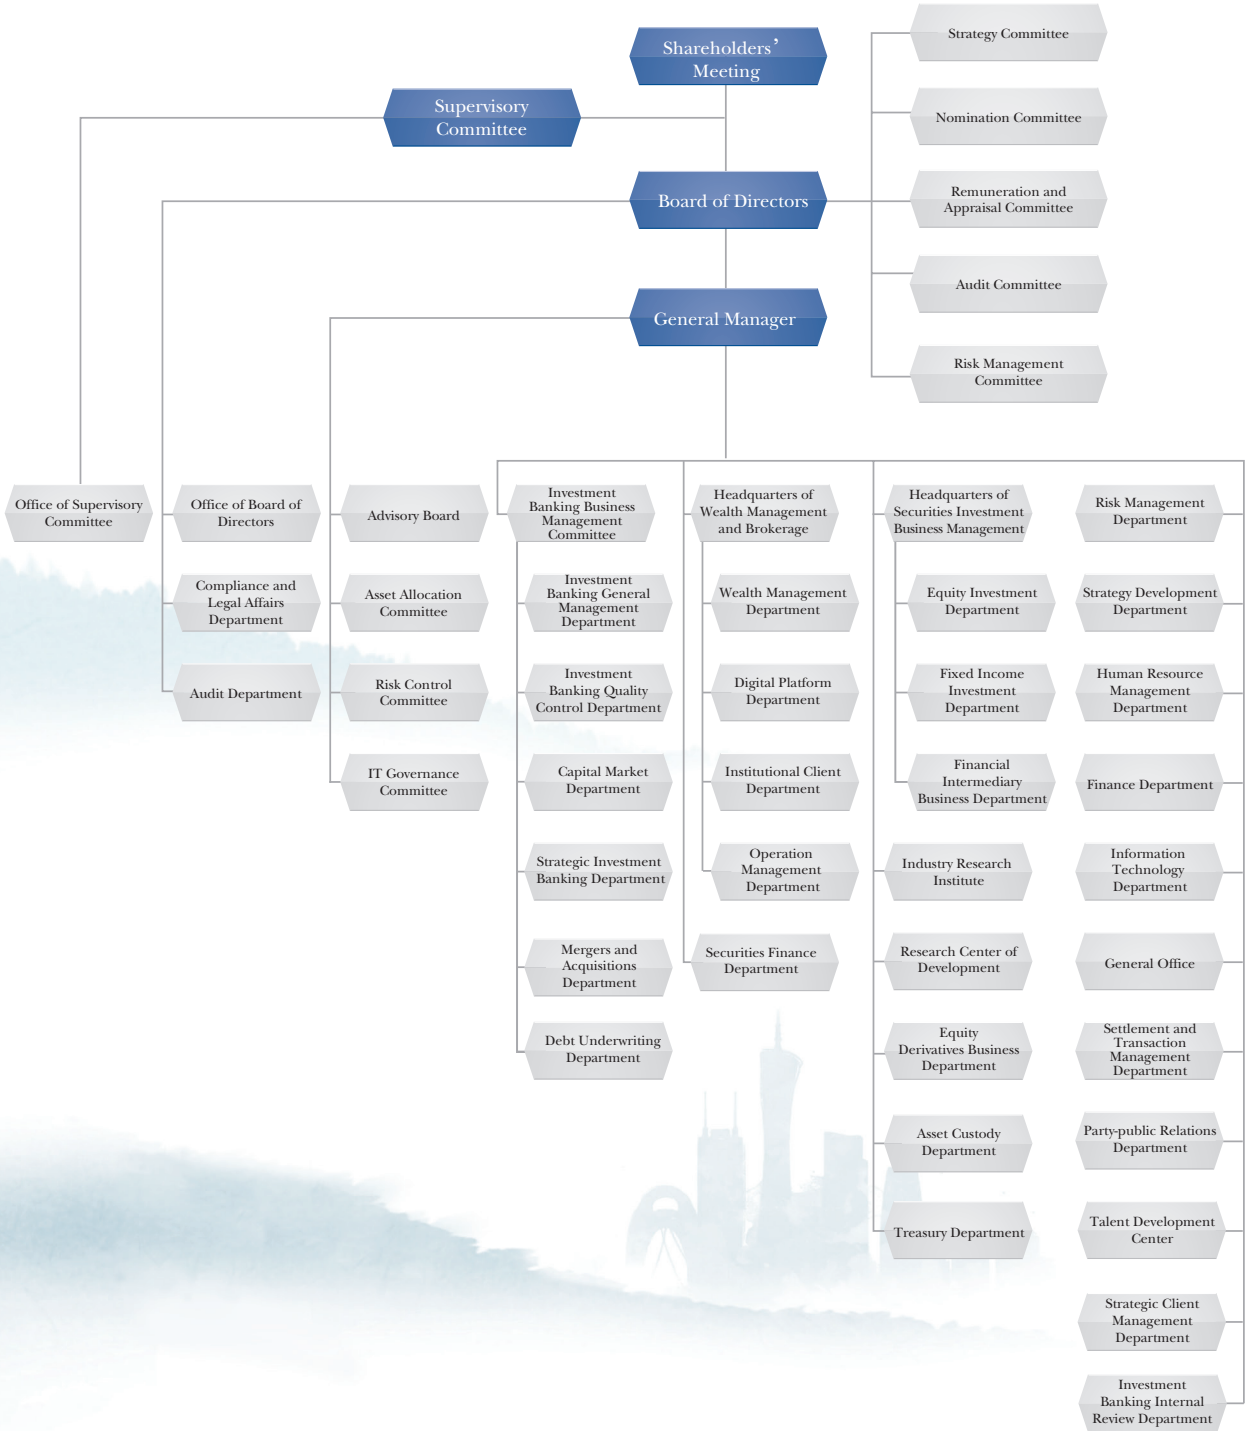 Shareholders’
Meeting
Supervisory
Committee
Board of Directors
General Manager
Strategy Committee
Nomination Committee
Remuneration and
Appraisal Committee
Audit Committee
Risk Management
Committee
Office of Supervisory
Committee
Office of Board of
Directors
Compliance and
Legal Affairs
Department
Audit Department
Advisory Board
Asset Allocation
Committee
Risk Control
Committee
IT Governance
Committee
Investment
Banking Business
Management
Committee
Investment
Banking General
Management
Department
Investment
Banking Quality
Control Department
Capital Market
Department
Strategic Investment
Banking Department
Mergers and
Acquisitions
Department
Debt Underwriting
Department
Headquarters of
Wealth Management
and Brokerage
Wealth Management
Department
Digital Platform
Department
Institutional Client
Department
Operation
Management
Department
Securities Finance
Department
Headquarters of
Securities Investment
Business Management
Equity Investment
Department
Fixed Income
Investment
Department
Financial
Intermediary
Business Department
Industry Research
Institute
Research Center of
Development
Equity
Derivatives Business
Department
Asset Custody
Department
Treasury Department
Risk Management
Department
Strategy Development
Department
Human Resource
Management
Department
Finance Department
Information
Technology
Department
General Office
Settlement and
Transaction
Management
Department
Party-public Relations
Department
Talent Development
Center
Strategic Client
Management
Department
Investment
Banking Internal
Review Department